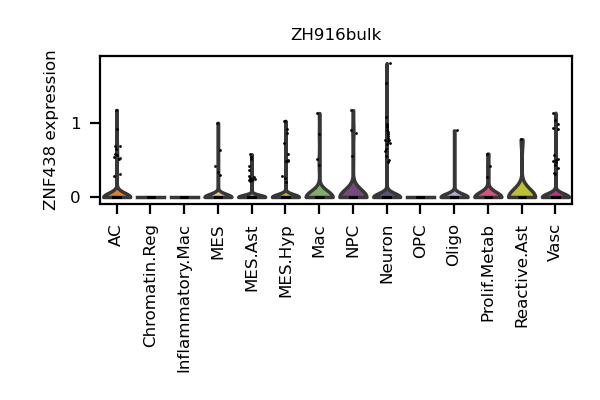 ZH916bulk
ZNF438 expression
1
0
AC
Chromatin.Reg
Inflammatory.Mac
MES
MES.Ast
MES.Hyp
Mac
NPC
Neuron
OPC
Oligo
Prolif.Metab
Reactive.Ast
Vasc